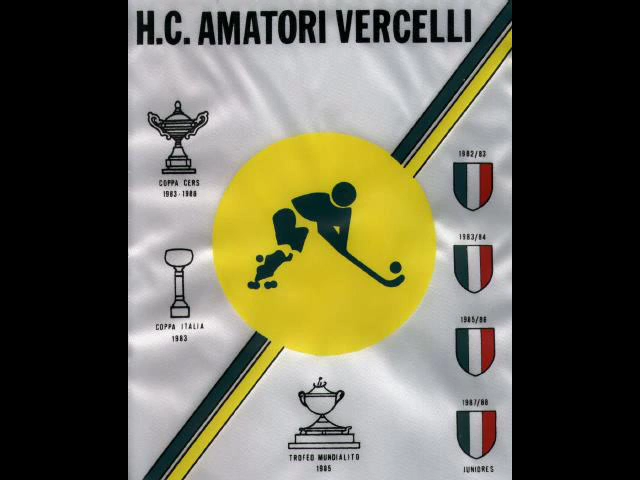 H.C. AMATORI VERCELLI
COPPA CERS
1983-1988
COPPA ITALIA
1983
TROFEO MUNDIALITO
1985
1982/83
1983/84
1985/86
1987/88
JUNIORES